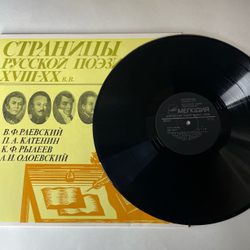 СТРАНИЦЫ
РУССКОЙ ПОЭЗ
XVIII-XX В.В.
В.Ф.РАЕВСКИЙ
П.А.КАТЕНИН
К.Ф.РЫЛЕЕВ
А.И.ОДОЕВСКИЙ
МЕЛОДИЯ